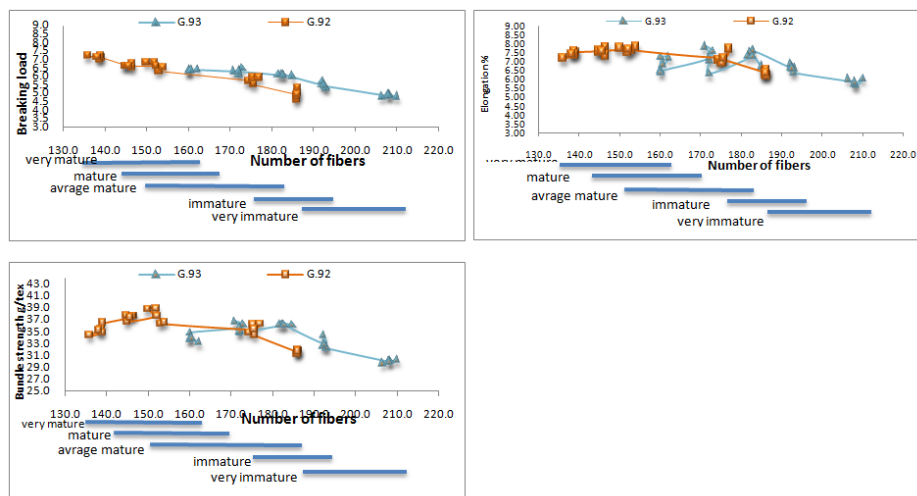 G.93
G.92
Breaking load
9.0
8.5
8.0
7.5
7.0
6.5
6.0
5.5
5.0
4.5
4.0
3.5
3.0
130.0 140.0 150.0 160.0 170.0 180.0 190.0 200.0 210.0 220.0
Number of fibers
very mature
mature
avrage mature
immature
very immature
G.93
G.92
Elongation%
9.00
8.50
8.00
7.50
7.00
6.50
6.00
5.50
5.00
4.50
4.00
3.50
3.00
130.0 140.0 150.0 160.0 170.0 180.0 190.0 200.0 210.0 220.0
Number of fibers
very mature
mature
avrage mature
immature
very immature
G.93
G.92
Bundle strength g/tex
43.0
41.0
39.0
37.0
35.0
33.0
31.0
29.0
27.0
25.0
130.0 140.0 150.0 160.0 170.0 180.0 190.0 200.0 210.0 220.0
Number of fibers
very mature
mature
avrage mature
immature
very immature